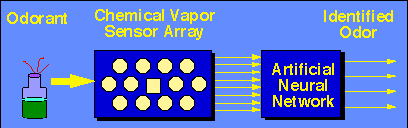 Odorant
Chemical Vapor
Sensor Array
Identified
Odor
Artificial
Neural
Network